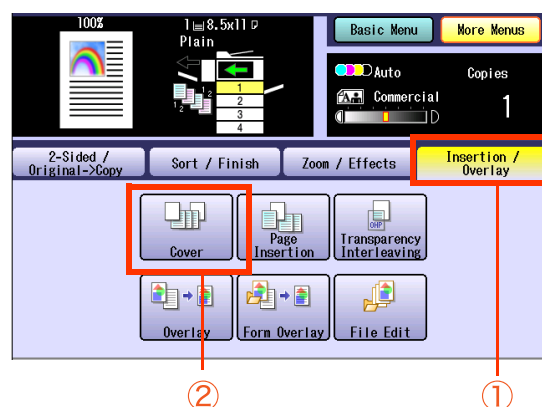 100%
1 8.5x11
Plain
Basic Menu
More Menus
Auto
Copies
Commercial
1
1 2
1
2
3
4
2-Sided /
Original->Copy
Sort / Finish
Zoom / Effects
Insertion /
Overlay
Cover
Page
Insertion
OHP
Transparency
Interleaving
Overlay
Form Overlay
File Edit
②
①